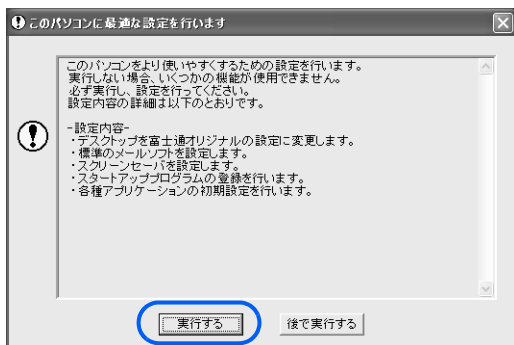 このパソコンに最適な設定を行います
このパソコンをより使いやすくするための設定を行います。
実行しない場合、いくつかの機能が使用できません。
必ず実行し、設定を行ってください。
設定内容の詳細は以下のとおりです。
-設定内容-
・デスクトップを富士通オリジナルの設定に変更します。
・標準のメールソフトを設定します。
・スクリーンセーバを設定します。
・スタートアッププログラムの登録を行います。
・各種アプリケーションの初期設定を行います。
実行する 後で実行する